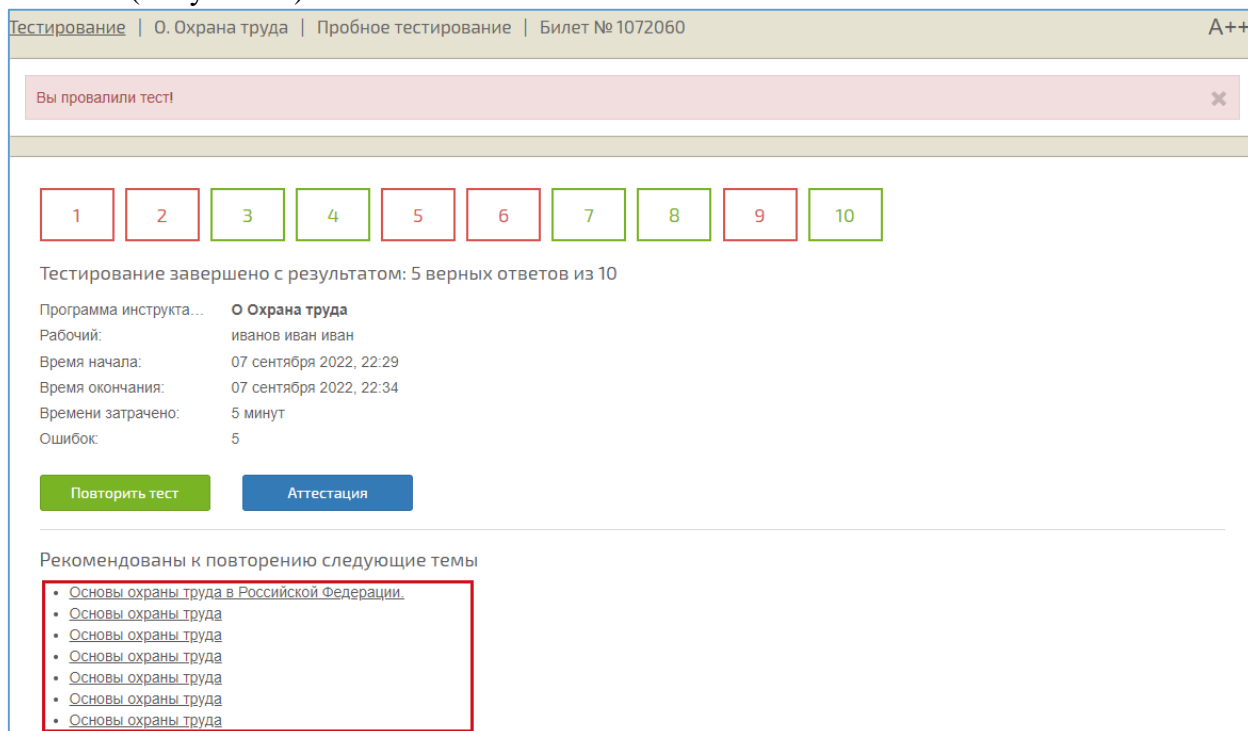 Тестирование | О. Охрана труда | Пробное тестирование | Билет № 1072060 A++
Вы провалили тест!
1 2 3 4 5 6 7 8 9 10
Тестирование завершено с результатом: 5 верных ответов из 10
Программа инструкта... О Охрана труда
Рабочий: иванов иван иван
Время начала: 07 сентября 2022, 22:29
Время окончания: 07 сентября 2022, 22:34
Времени затрачено: 5 минут
Ошибок: 5
Повторить тест Аттестация
Рекомендованы к повторению следующие темы
• Основы охраны труда в Российской Федерации.
• Основы охраны труда
• Основы охраны труда
• Основы охраны труда
• Основы охраны труда
• Основы охраны труда
• Основы охраны труда